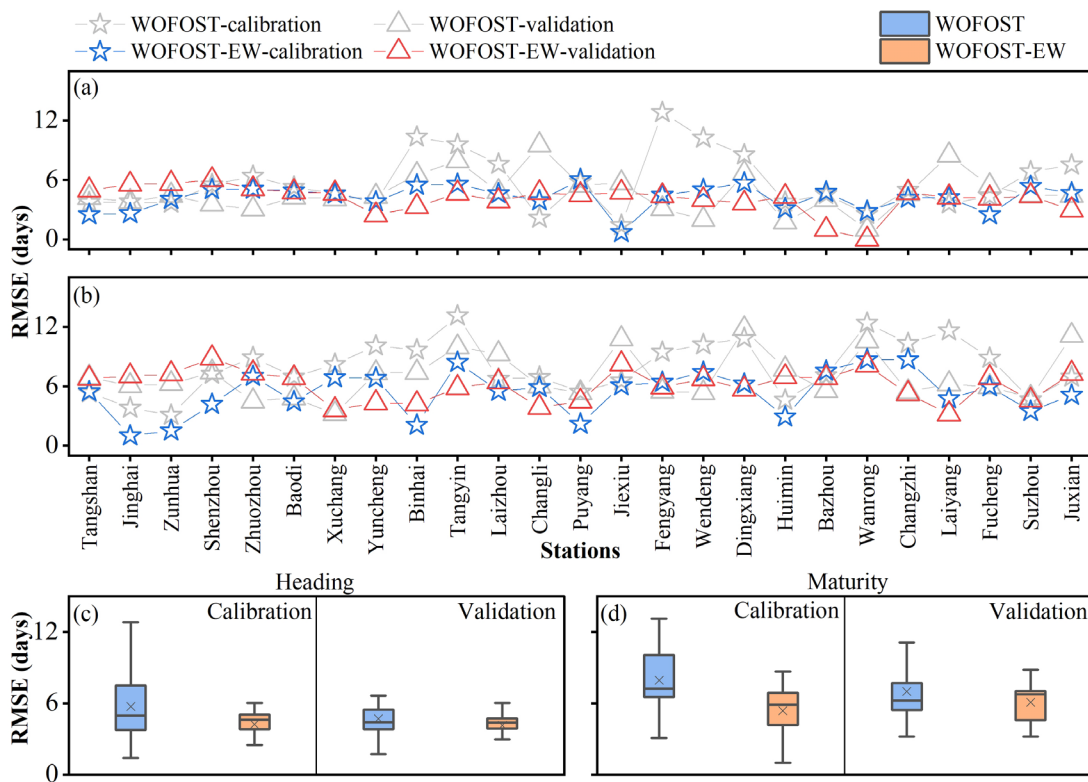 WOFOST-calibration WOFOST-validation WOFOST
WOFOST-EW-calibration WOFOST-EW-validation WOFOST-EW
(a)
12
6
0
RMSE (days)
(b)
12
6
0
Tangshan
Jinghai
Zunhua
Shenzhou
Zhuozhou
Baodi
Xuchang
Yuncheng
Binhai
Tangyin
Laizhou
Changli
Puyang
Jiexiu
Fengyang
Wendeng
Dingxiang
Huimin
Bazhou
Wanrong
Changzhi
Laiyang
Fucheng
Suzhou
Juxian
Stations
Heading Maturity
(c) Calibration Validation (d) Calibration Validation
RMSE (days)
12
6
0